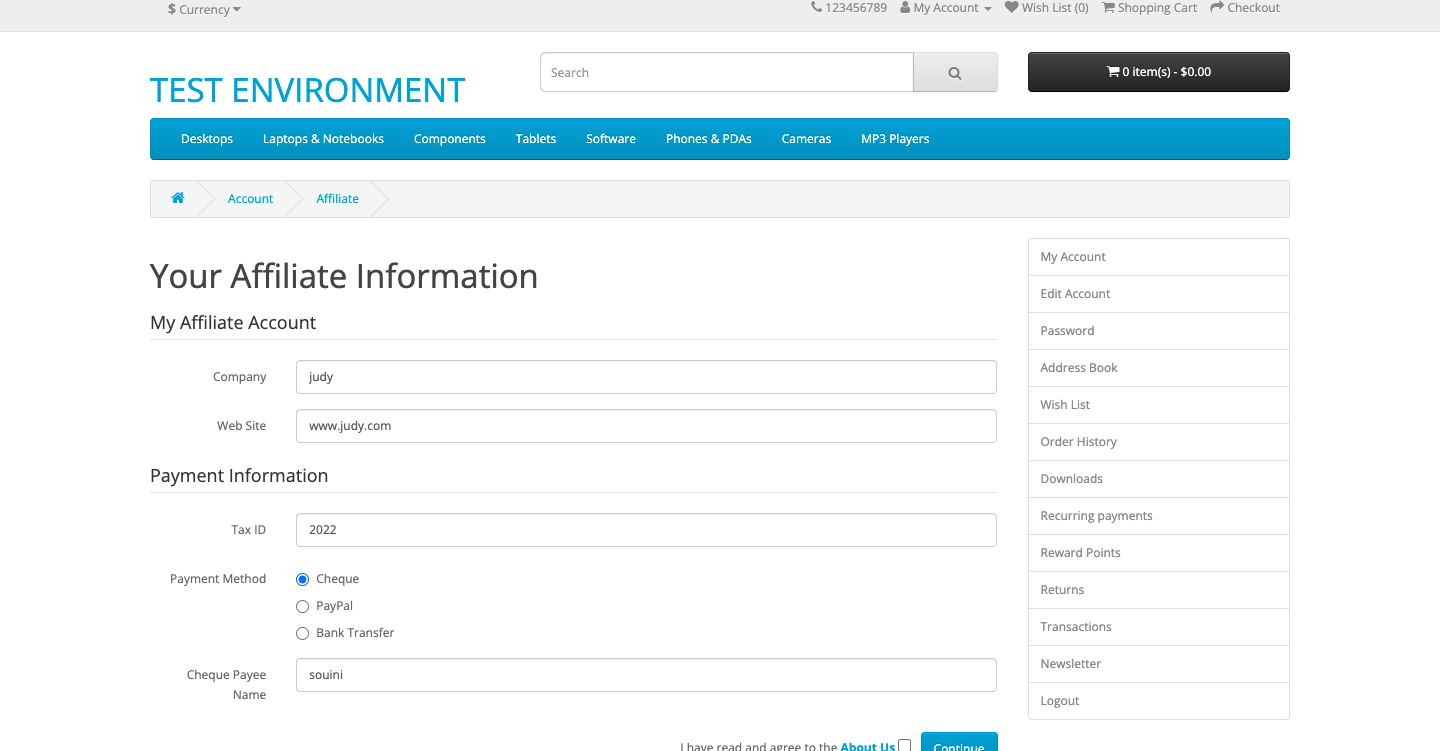 $ Currency
123456789 My Account Wish List (0) Shopping Cart Checkout
TEST ENVIRONMENT
Search
0 item(s) - $0.00
Desktops Laptops & Notebooks Components Tablets Software Phones & PDAs Cameras MP3 Players
Account Affiliate
Your Affiliate Information
My Affiliate Account
Company judy
Web Site www.judy.com
Payment Information
Tax ID 2022
Payment Method Cheque
PayPal
Bank Transfer
Cheque Payee
Name
souini
I have read and agree to the About Us
Continue
My Account
Edit Account
Password
Address Book
Wish List
Order History
Downloads
Recurring payments
Reward Points
Returns
Transactions
Newsletter
Logout